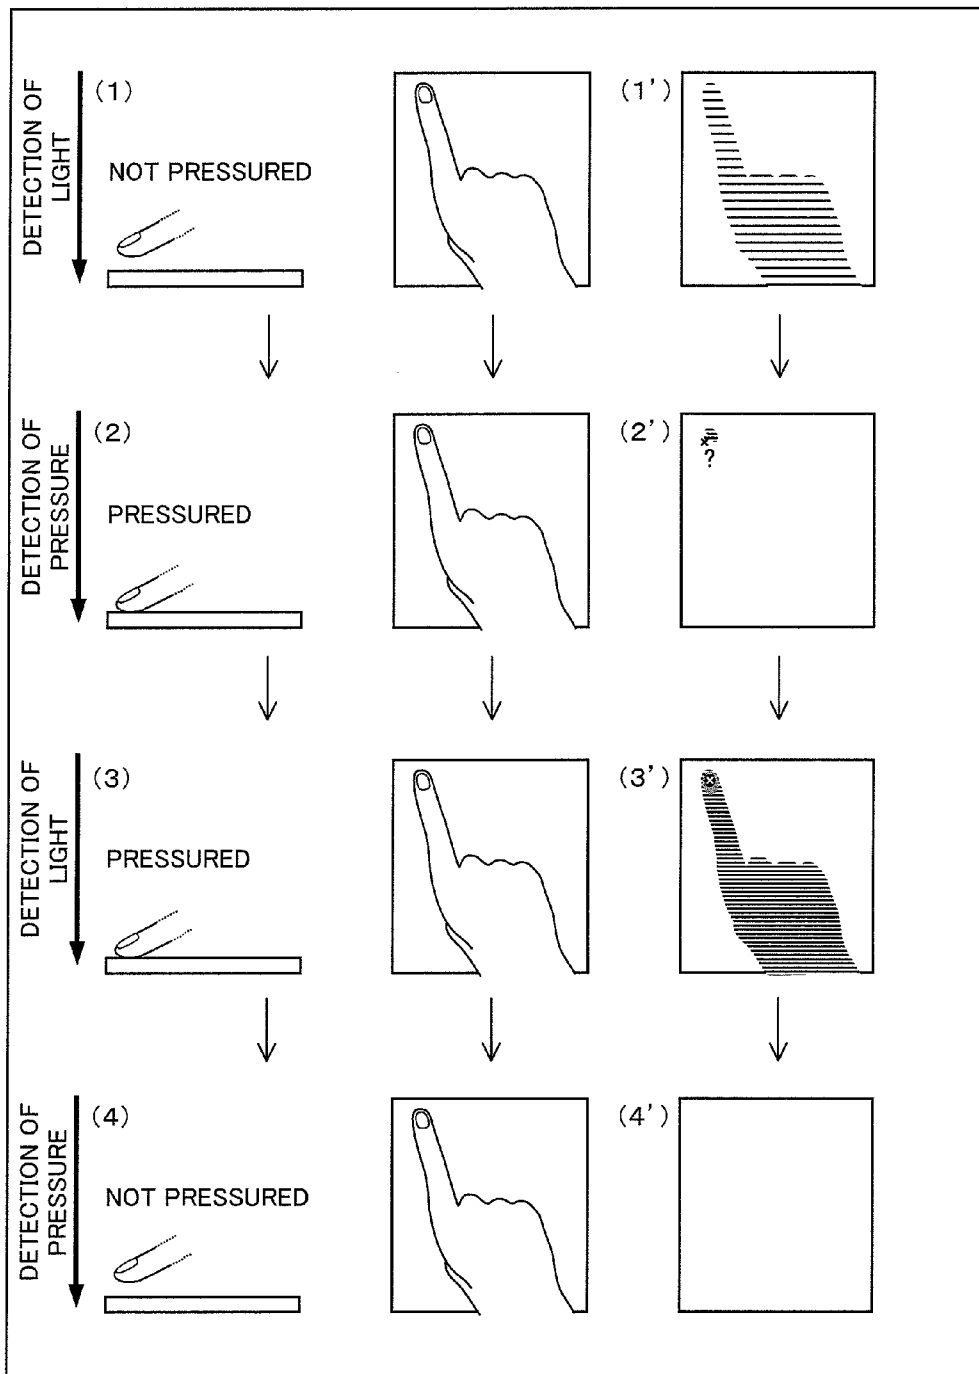 DETECTION OF
LIGHT
(1)
NOT PRESSURED
(1')
DETECTION OF
PRESSURE
(2)
PRESSURED
(2')
×
?
DETECTION OF
LIGHT
(3)
PRESSURED
(3')
×
DETECTION OF
PRESSURE
(4)
NOT PRESSURED
(4')